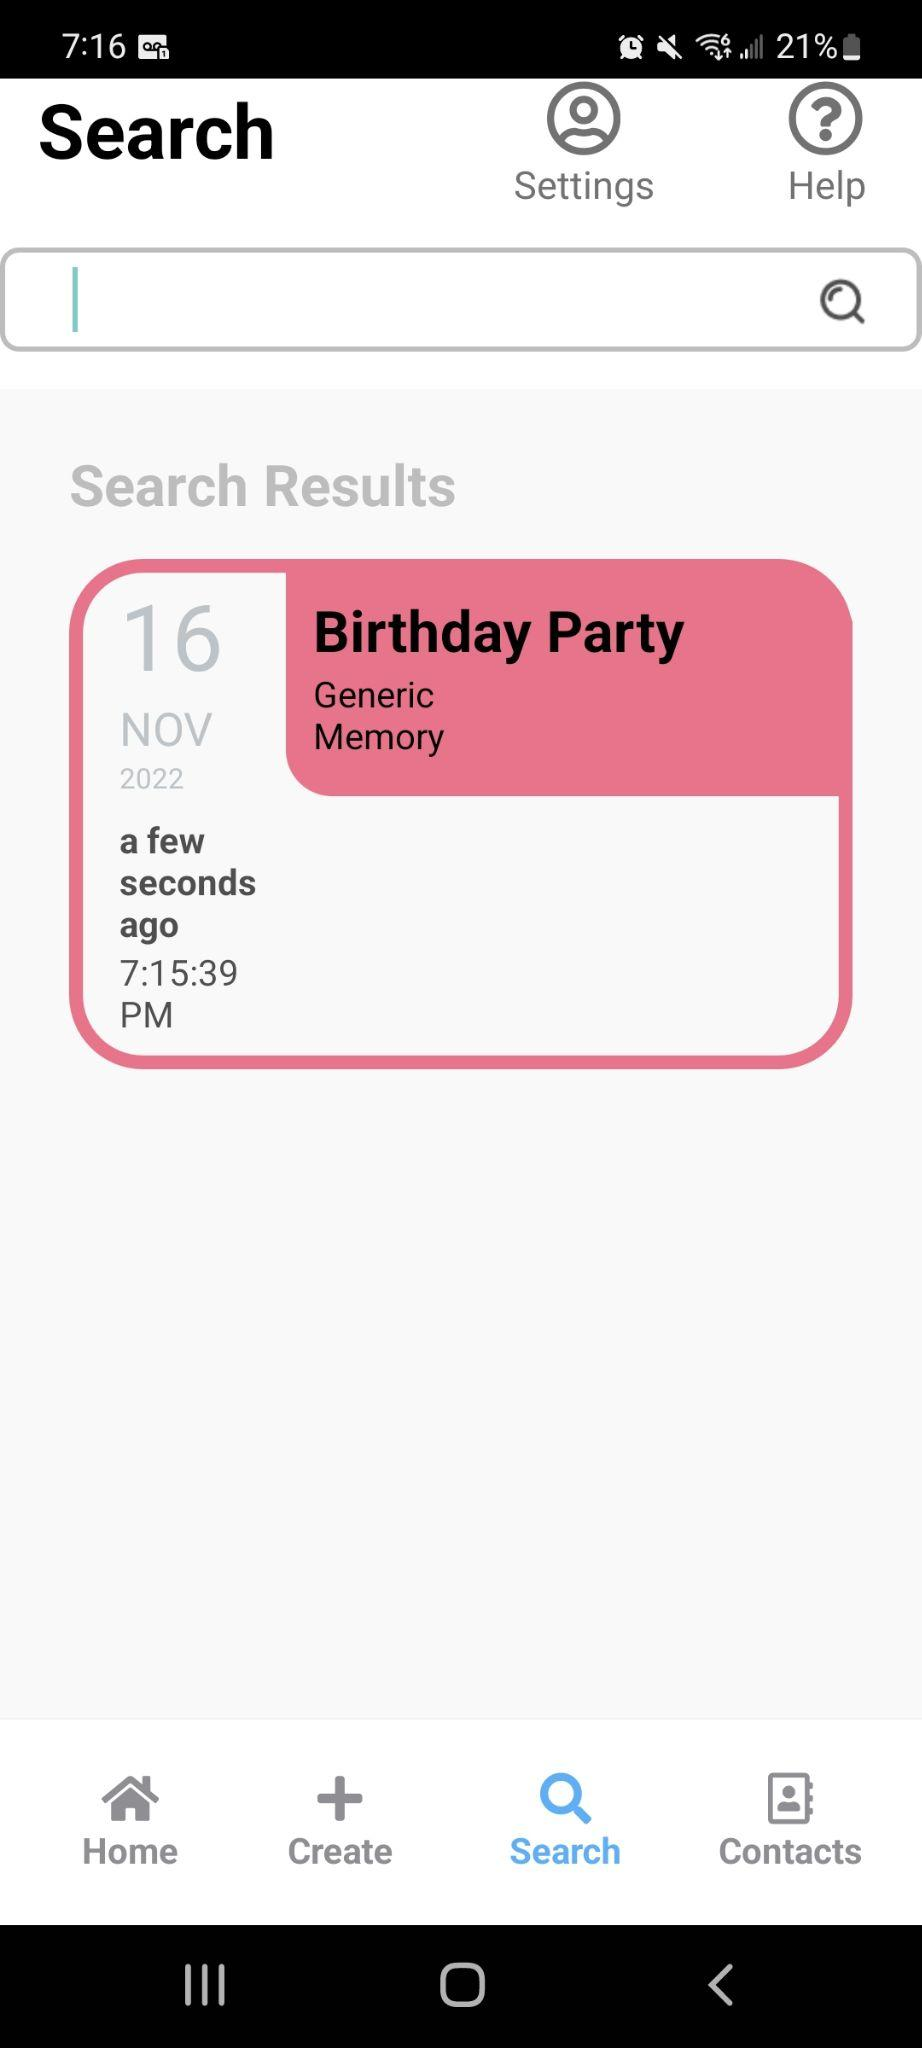 7:16
21%
Search
Settings
Help
Search Results
16
NOV
2022
Birthday Party
Generic
Memory
a few
seconds
ago
7:15:39
PM
Home
Create
Search
Contacts